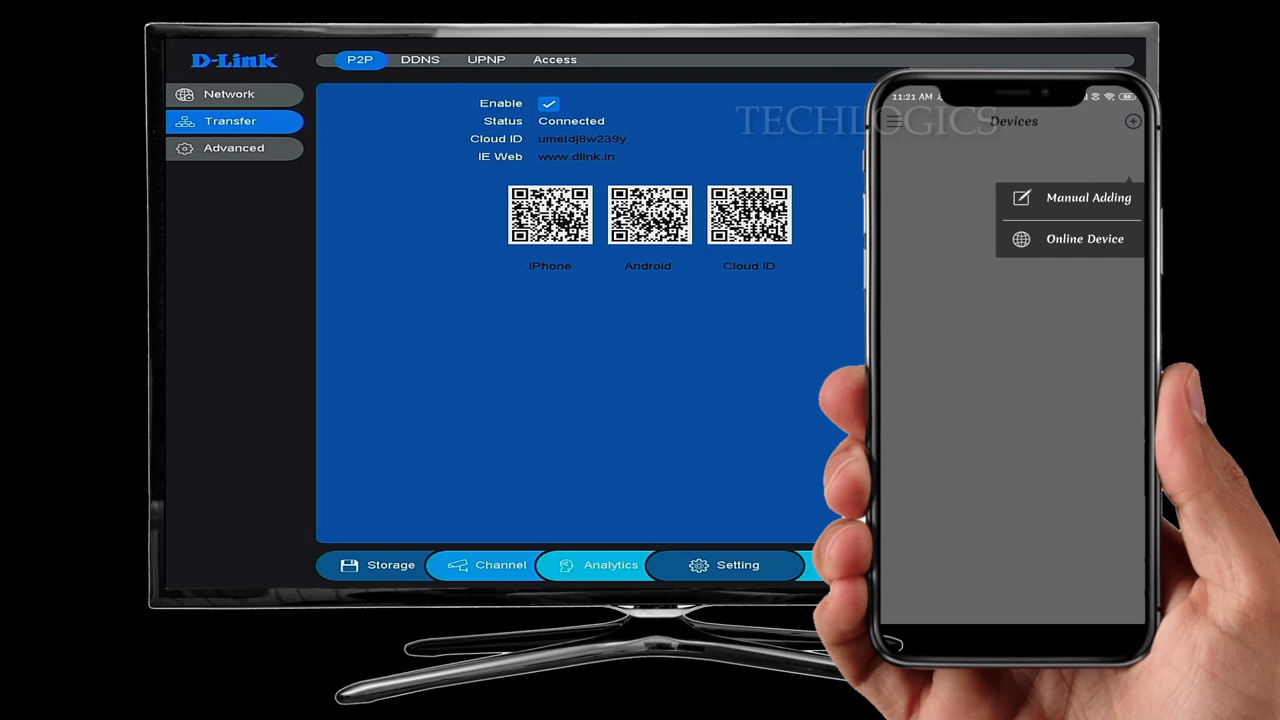 D-Link
P2P DDNS UPNP Access
Network
Transfer
Advanced
Enable
Status Connected
Cloud ID umetdj8w239y
IE Web www.dlink.in
iPhone Android Cloud ID
Storage Channel Analytics Setting
TECHLOGICS
11:21 AM
Devices
Manual Adding
Online Device